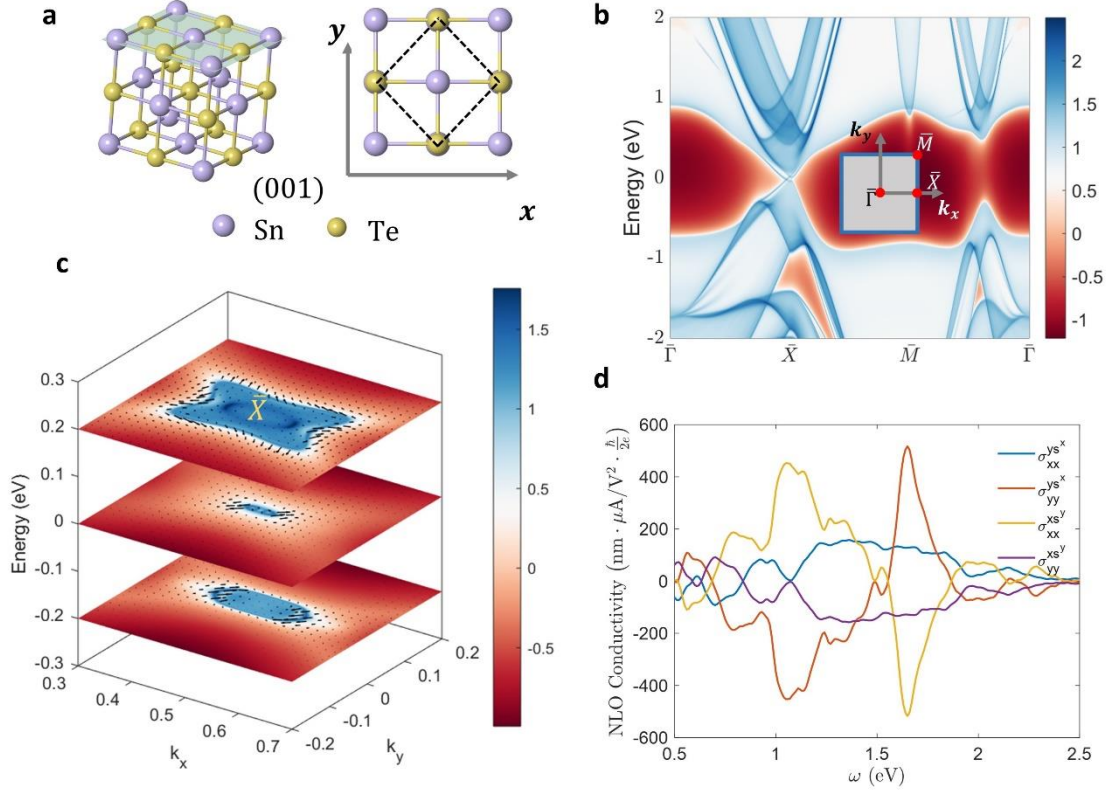 a
y
x
(001)
Sn
Te
b
2
1
0
-1
-2
Energy (eV)
Γ̄
X̄
M̄
Γ̄
k_y
M̄
Γ̄
X̄
k_x
2
1.5
1
0.5
0
-0.5
-1
c
0.3
0.2
0.1
0
-0.1
-0.2
-0.3
Energy (eV)
X̄
0.3
0.4
0.5
0.6
0.7
k_x
-0.2
-0.1
0
0.1
0.2
k_y
1.5
1
0.5
0
-0.5
d
600
400
200
0
-200
-400
-600
NLO Conductivity (nm · μA/V² · ħ/2e)
σ_xx^{ys^x}
σ_yy^{ys^x}
σ_xx^{xs^y}
σ_yy^{xs^y}
0.5
1
1.5
2
2.5
ω (eV)